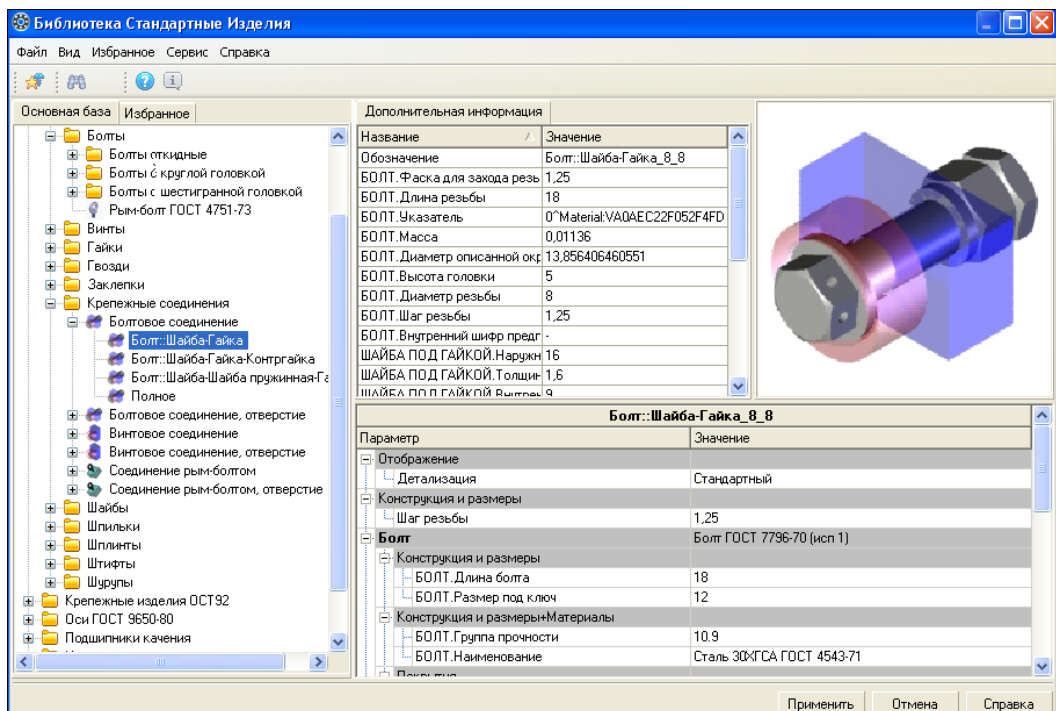 Библиотека Стандартные Изделия
Файл Вид Избранное Сервис Справка
Основная база Избранное
Болты
Болты откидные
Болты с круглой головкой
Болты с шестигранной головкой
Рым-болт ГОСТ 4751-73
Винты
Гайки
Гвозди
Заклепки
Крепежные соединения
Болтовое соединение
Болт::Шайба-Гайка
Болт::Шайба-Гайка-Контргайка
Болт::Шайба-Шайба пружинная-Га
Полное
Болтовое соединение, отверстие
Винтовое соединение
Винтовое соединение, отверстие
Соединение рым-болтом
Соединение рым-болтом, отверстие
Шайбы
Шпильки
Шплинты
Штифты
Шурупы
Крепежные изделия ОСТ92
Оси ГОСТ 9650-80
Подшипники качения
Дополнительная информация
Название Значение
Обозначение Болт::Шайба-Гайка_8_8
БОЛТ.Фаска для захода резь 1,25
БОЛТ.Длина резьбы 18
БОЛТ.Указатель 0^Material:VA0AEC22F052F4FD
БОЛТ.Масса 0,01136
БОЛТ.Диаметр описанной окр 13,856406460551
БОЛТ.Высота головки 5
БОЛТ.Диаметр резьбы 8
БОЛТ.Шаг резьбы 1,25
БОЛТ.Внутренний шифр предг -
ШАЙБА ПОД ГАЙКОЙ.Наружн 16
ШАЙБА ПОД ГАЙКОЙ.Толщин 1,6
ШАЙБА ПОД ГАЙКОЙ.Внутрен 9
Болт::Шайба-Гайка_8_8
Параметр Значение
Отображение
Детализация Стандартный
Конструкция и размеры
Шаг резьбы 1,25
Болт Болт ГОСТ 7796-70 (исп 1)
Конструкция и размеры
БОЛТ.Длина болта 18
БОЛТ.Размер под ключ 12
Конструкция и размеры+Материалы
БОЛТ.Группа прочности 10.9
БОЛТ.Наименование Сталь 30ХГСА ГОСТ 4543-71
Покрытия
Применить Отмена Справка